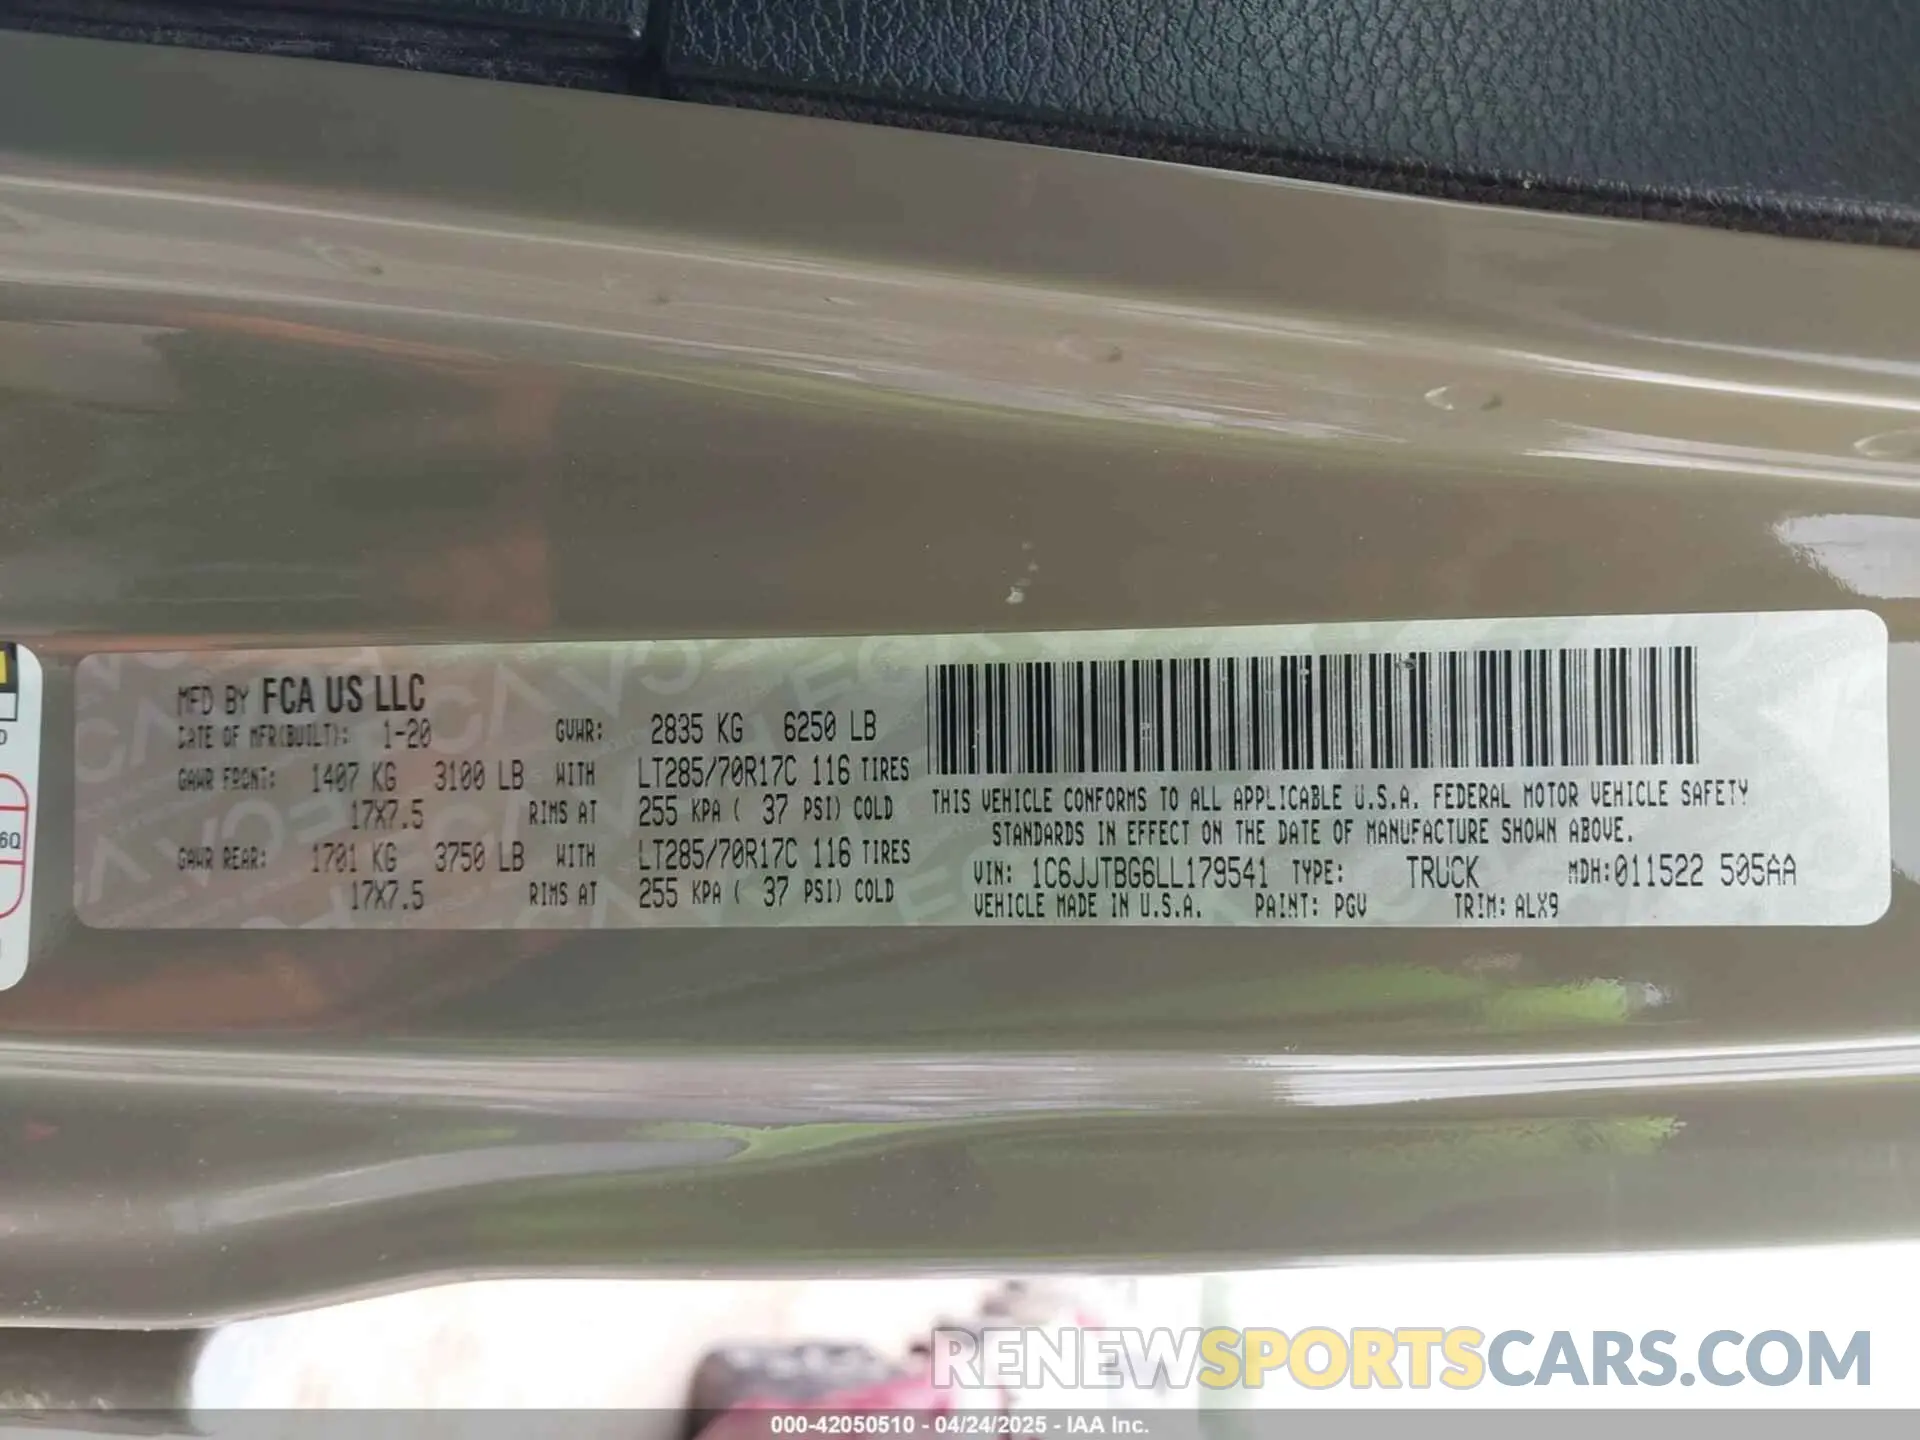 MFD BY FCA US LLC
DATE OF MFR(BUILT): 1-20 GVWR: 2835 KG 6250 LB
GAWR FRONT: 1407 KG 3100 LB WITH LT285/70R17C 116 TIRES
17X7.5 RIMS AT 255 KPA ( 37 PSI) COLD
GAWR REAR: 1701 KG 3750 LB WITH LT285/70R17C 116 TIRES
17X7.5 RIMS AT 255 KPA ( 37 PSI) COLD
THIS VEHICLE CONFORMS TO ALL APPLICABLE U.S.A. FEDERAL MOTOR VEHICLE SAFETY
STANDARDS IN EFFECT ON THE DATE OF MANUFACTURE SHOWN ABOVE.
VIN: 1C6JJTBG6LL179541 TYPE: TRUCK MDH:011522 505AA
VEHICLE MADE IN U.S.A. PAINT: PGV TRIM: ALX9
RENEWSPORTSCARS.COM
000-42050510 - 04/24/2025 - IAA Inc.